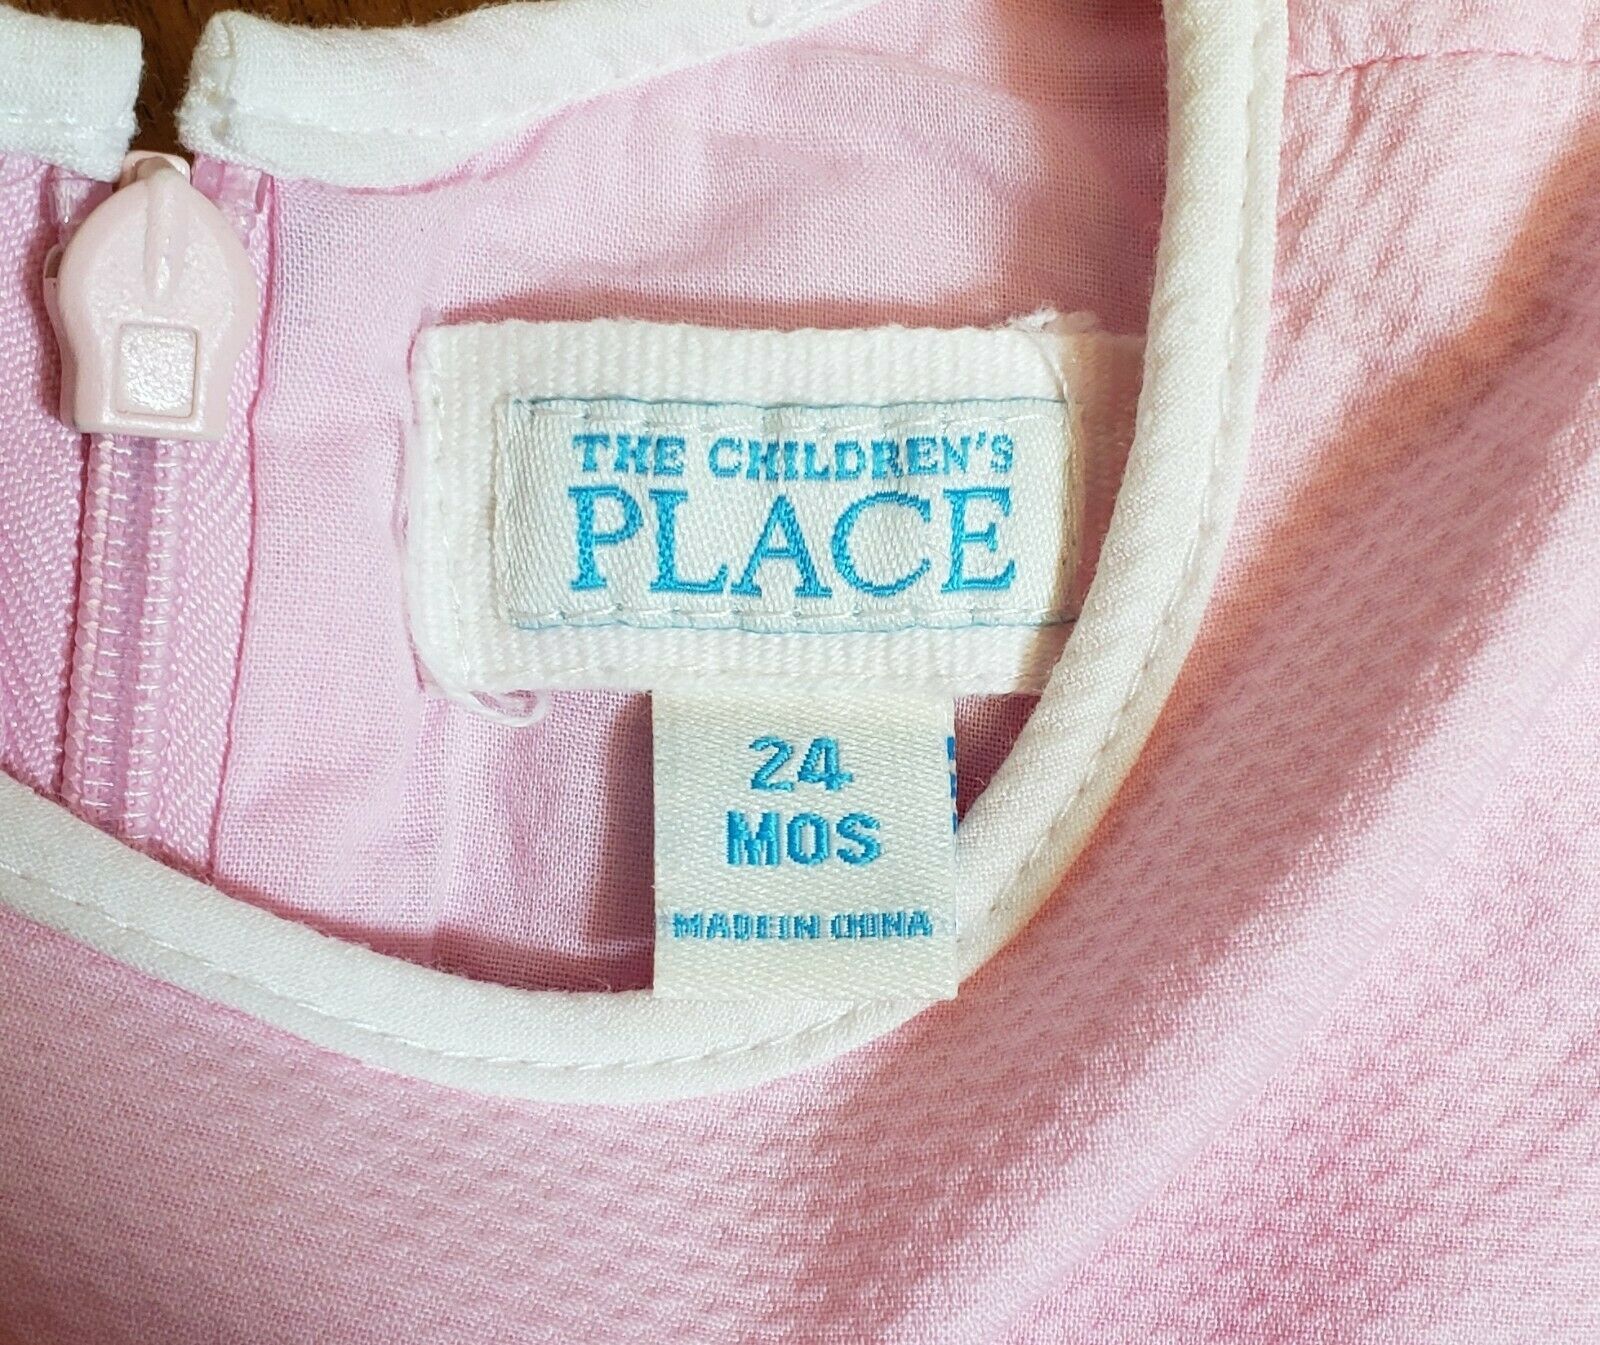 THE CHILDREN'S
PLACE
24
MOS
MADE IN CHINA